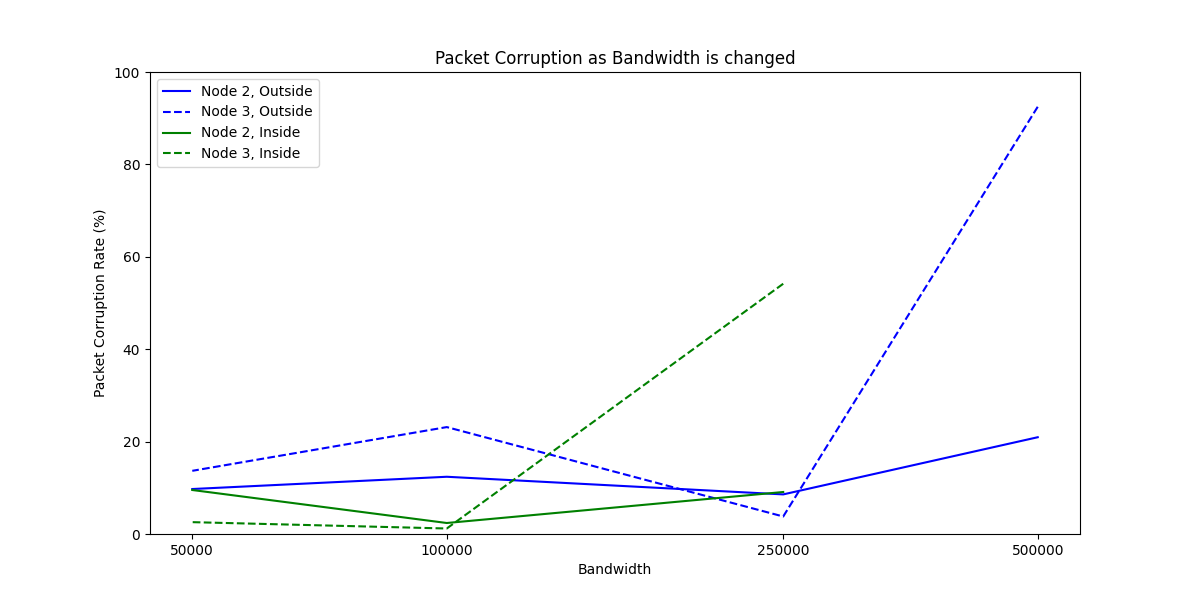 Packet Corruption as Bandwidth is changed
100
80
60
40
20
0
Packet Corruption Rate (%)
Node 2, Outside
Node 3, Outside
Node 2, Inside
Node 3, Inside
50000
100000
250000
500000
Bandwidth